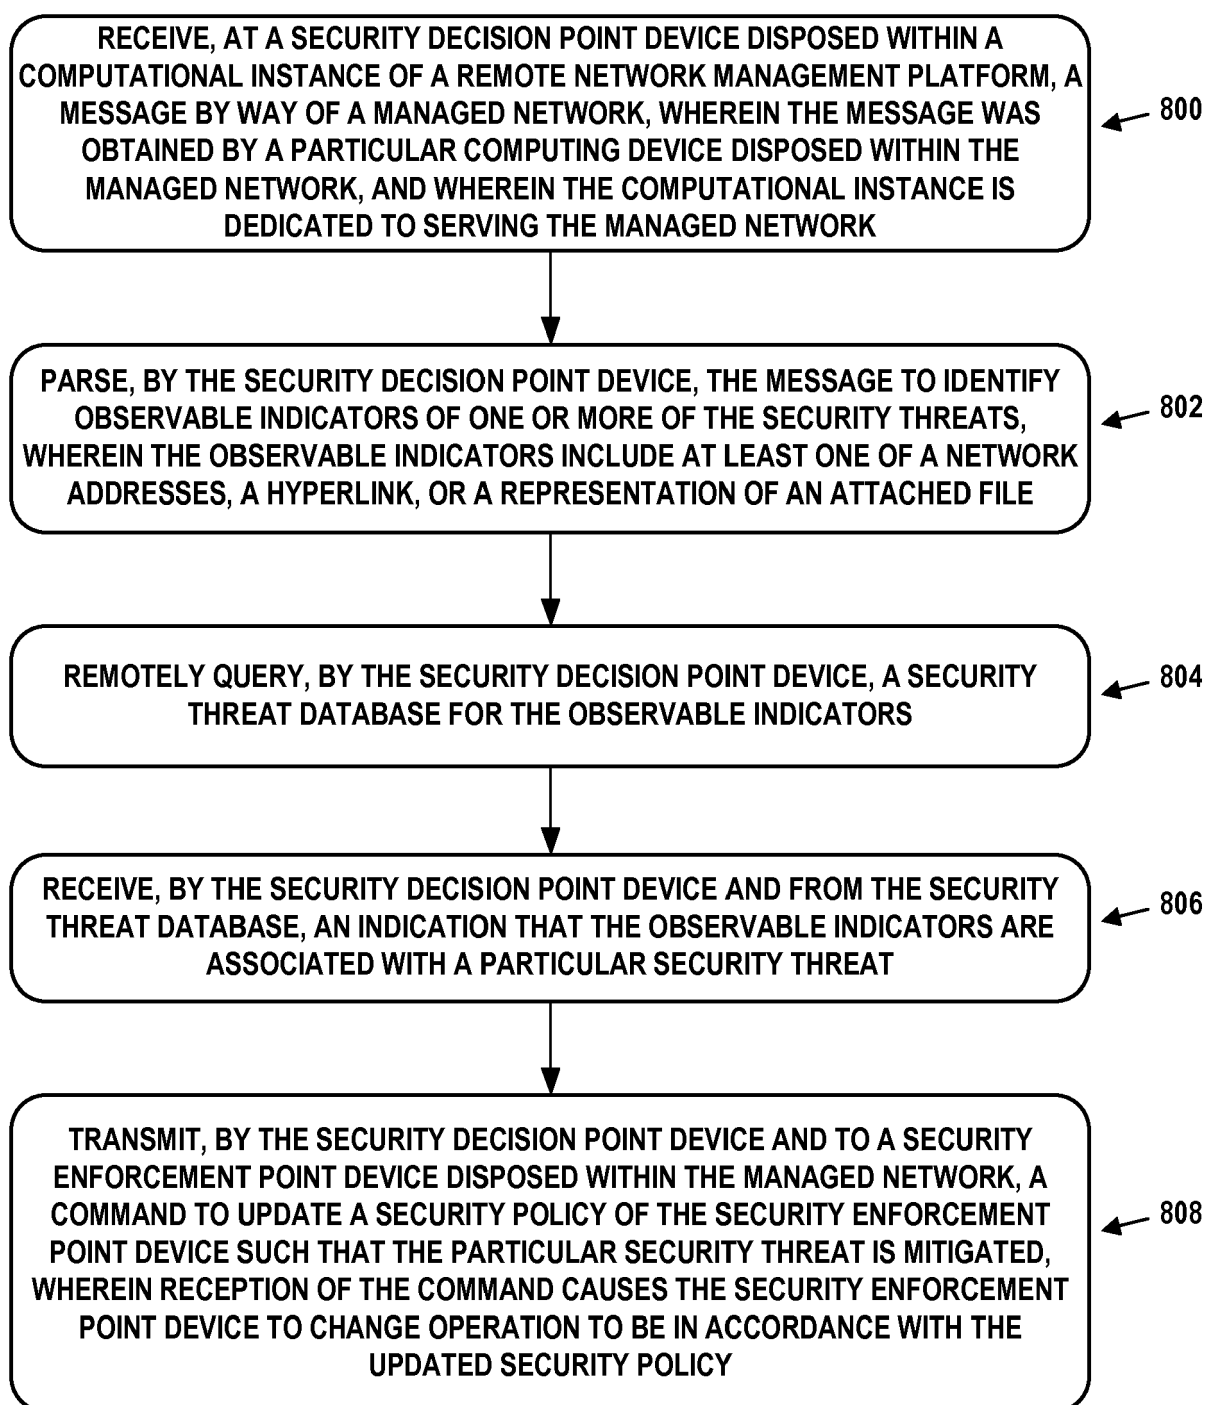 RECEIVE, AT A SECURITY DECISION POINT DEVICE DISPOSED WITHIN A
COMPUTATIONAL INSTANCE OF A REMOTE NETWORK MANAGEMENT PLATFORM, A
MESSAGE BY WAY OF A MANAGED NETWORK, WHEREIN THE MESSAGE WAS
OBTAINED BY A PARTICULAR COMPUTING DEVICE DISPOSED WITHIN THE
MANAGED NETWORK, AND WHEREIN THE COMPUTATIONAL INSTANCE IS
DEDICATED TO SERVING THE MANAGED NETWORK
800
PARSE, BY THE SECURITY DECISION POINT DEVICE, THE MESSAGE TO IDENTIFY
OBSERVABLE INDICATORS OF ONE OR MORE OF THE SECURITY THREATS,
WHEREIN THE OBSERVABLE INDICATORS INCLUDE AT LEAST ONE OF A NETWORK
ADDRESSES, A HYPERLINK, OR A REPRESENTATION OF AN ATTACHED FILE
802
REMOTELY QUERY, BY THE SECURITY DECISION POINT DEVICE, A SECURITY
THREAT DATABASE FOR THE OBSERVABLE INDICATORS
804
RECEIVE, BY THE SECURITY DECISION POINT DEVICE AND FROM THE SECURITY
THREAT DATABASE, AN INDICATION THAT THE OBSERVABLE INDICATORS ARE
ASSOCIATED WITH A PARTICULAR SECURITY THREAT
806
TRANSMIT, BY THE SECURITY DECISION POINT DEVICE AND TO A SECURITY
ENFORCEMENT POINT DEVICE DISPOSED WITHIN THE MANAGED NETWORK, A
COMMAND TO UPDATE A SECURITY POLICY OF THE SECURITY ENFORCEMENT
POINT DEVICE SUCH THAT THE PARTICULAR SECURITY THREAT IS MITIGATED,
WHEREIN RECEPTION OF THE COMMAND CAUSES THE SECURITY ENFORCEMENT
POINT DEVICE TO CHANGE OPERATION TO BE IN ACCORDANCE WITH THE
UPDATED SECURITY POLICY
808